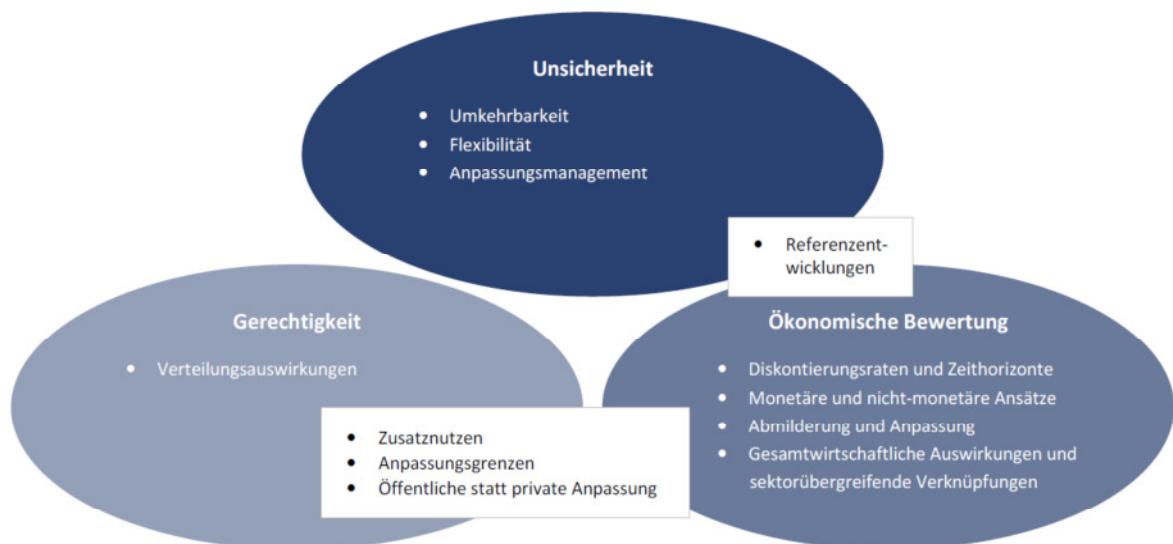 Unsicherheit
• Umkehrbarkeit
• Flexibilität
• Anpassungsmanagement
• Referenzent-
wicklungen
Gerechtigkeit
• Verteilungsauswirkungen
Ökonomische Bewertung
• Diskontierungsraten und Zeithorizonte
• Monetäre und nicht-monetäre Ansätze
• Abmilderung und Anpassung
• Gesamtwirtschaftliche Auswirkungen und
sektorübergreifende Verknüpfungen
• Zusatznutzen
• Anpassungsgrenzen
• Öffentliche statt private Anpassung